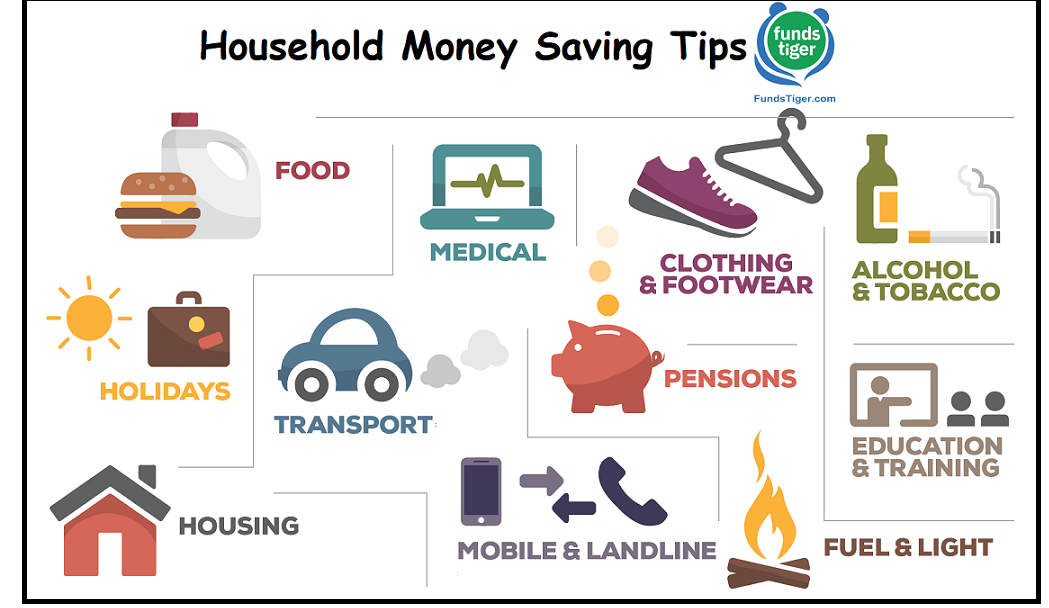 Household Money Saving Tips
funds
tiger
FundsTiger.com
FOOD
MEDICAL
CLOTHING
& FOOTWEAR
ALCOHOL
& TOBACCO
HOLIDAYS
TRANSPORT
PENSIONS
EDUCATION
& TRAINING
HOUSING
MOBILE & LANDLINE
FUEL & LIGHT